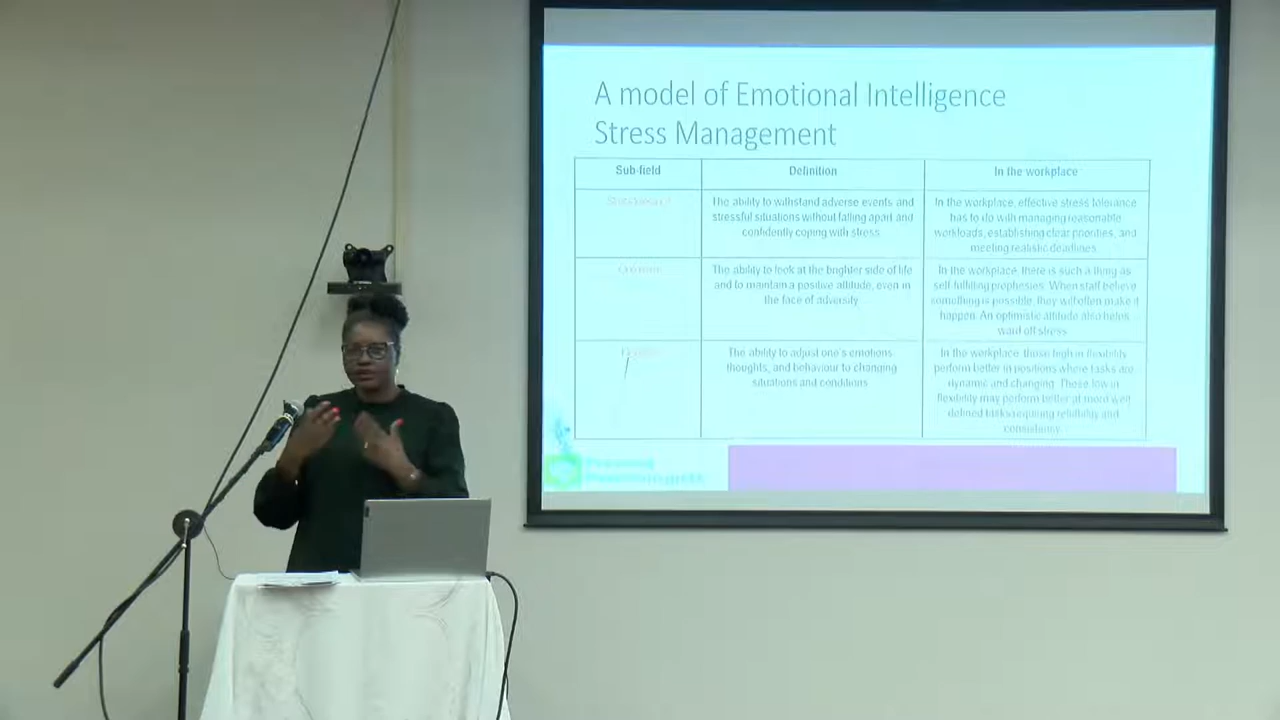 A model of Emotional Intelligence
Stress Management
Sub-field
Definition
In the workplace
The ability to withstand adverse events and
stressful situations without falling apart and
confidently coping with stress
In the workplace, effective stress tolerance
has to do with managing reasonable
workloads, establishing clear priorities, and
meeting realistic deadlines.
Optimism
The ability to look at the brighter side of life
and to maintain a positive attitude, even in
the face of adversity
In the workplace, there is such a thing as
self-fulfilling prophesies. When staff believe
something is possible, they will often make it
happen. An optimistic attitude also helps
ward off stress.
The ability to adjust one's emotions
thoughts, and behaviour to changing
situations and conditions
In the workplace, those high in flexibility
perform better in positions where tasks are
dynamic and changing. Those low in
flexibility may perform better at more well
defined tasks requiring reliability and
consistency.